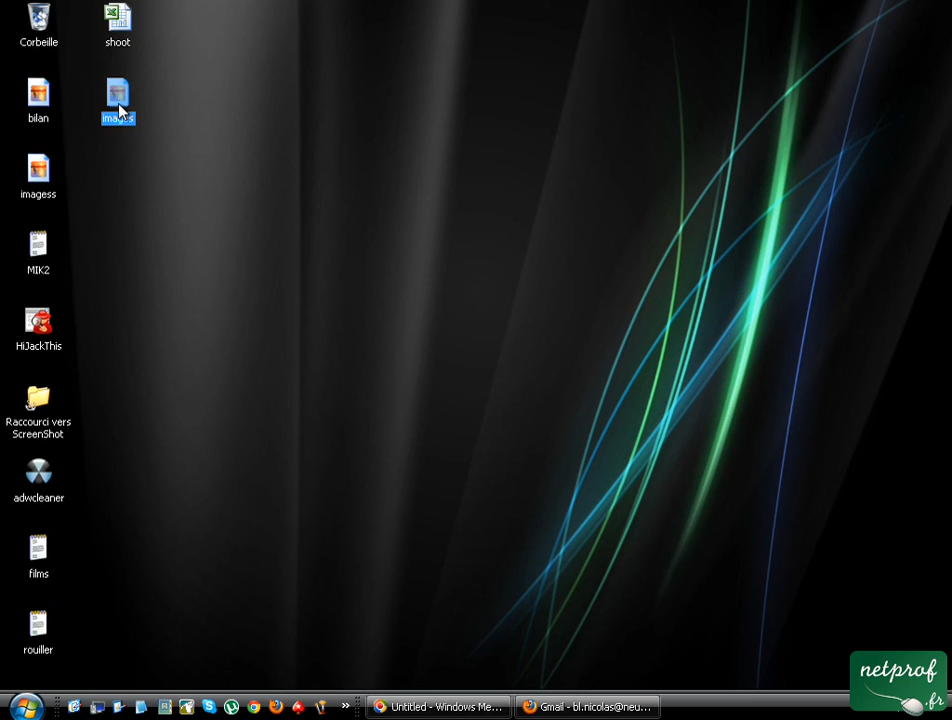 Corbeille
shoot
bilan
images
imagess
MIK2
HiJackThis
Raccourci vers
ScreenShot
adwcleaner
films
rouiller
Untitled - Windows Me...
Gmail - bl.nicolas@neu...
netprof
.fr